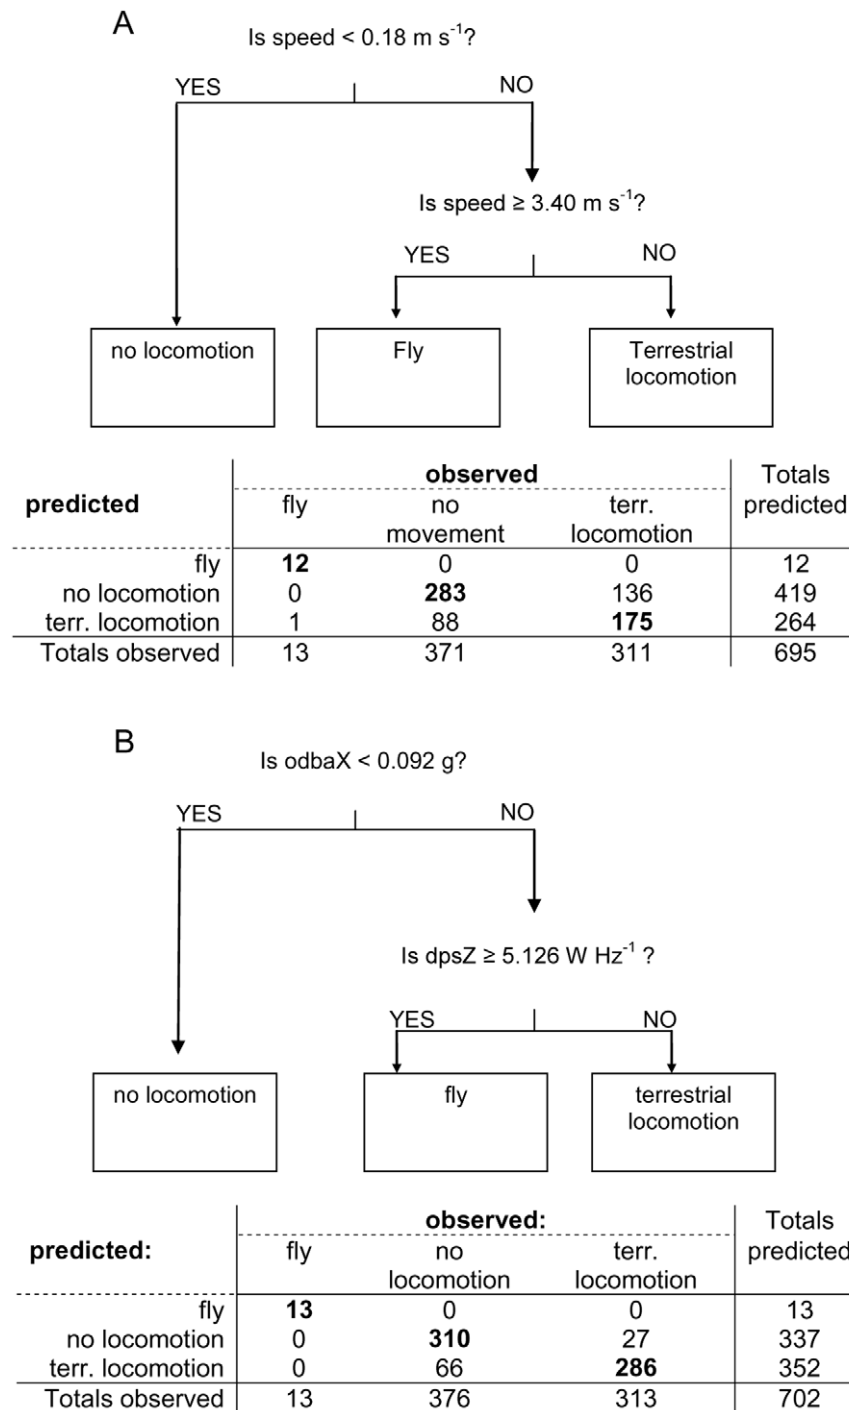 A
Is speed < 0.18 m s⁻¹?
YES NO
Is speed ≥ 3.40 m s⁻¹?
YES NO
no locomotion Fly Terrestrial
locomotion
observed Totals
predicted fly no terr. predicted
movement locomotion
fly 12 0 0 12
no locomotion 0 283 136 419
terr. locomotion 1 88 175 264
Totals observed 13 371 311 695
B
Is odbaX < 0.092 g?
YES NO
Is dpsZ ≥ 5.126 W Hz⁻¹ ?
YES NO
no locomotion fly terrestrial
locomotion
observed: Totals
predicted: fly no terr. predicted
locomotion locomotion
fly 13 0 0 13
no locomotion 0 310 27 337
terr. locomotion 0 66 286 352
Totals observed 13 376 313 702